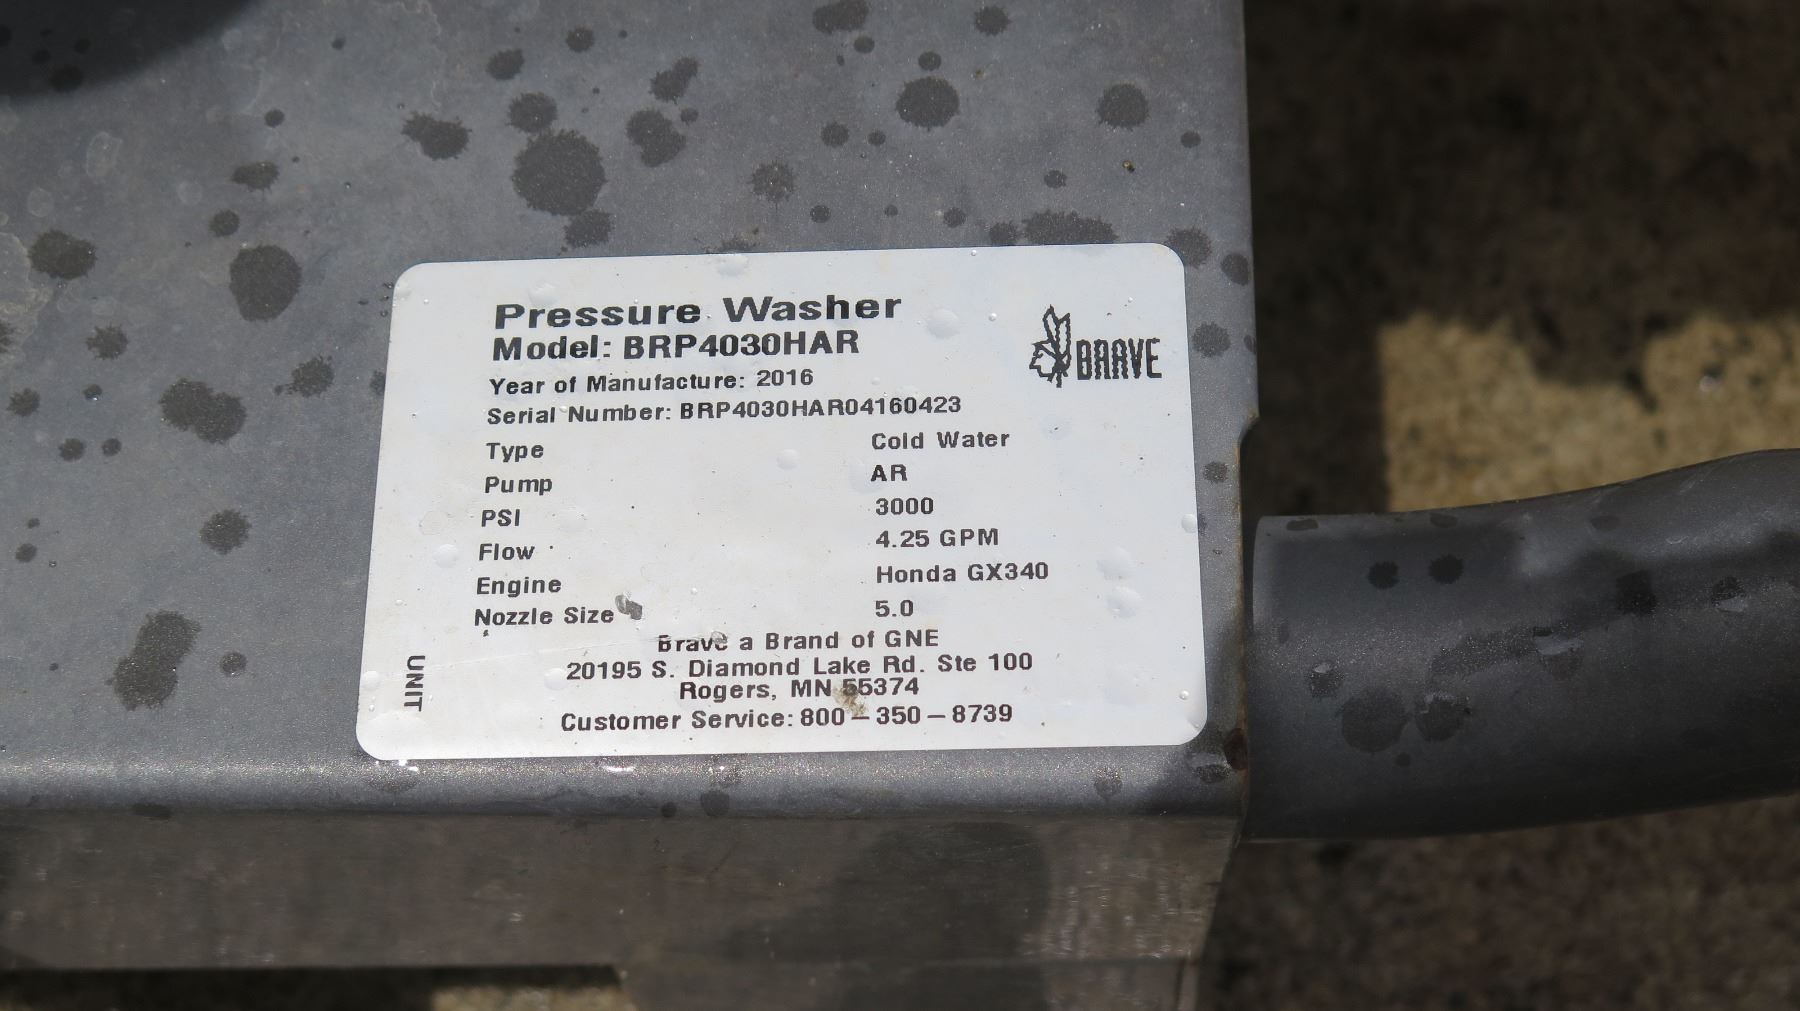 Pressure Washer
Model: BRP4030HAR
BRAVE
Year of Manufacture: 2016
Serial Number: BRP4030HAR04160423
Type Cold Water
Pump AR
PSI 3000
Flow 4.25 GPM
Engine Honda GX340
Nozzle Size 5.0
Brave a Brand of GNE
20195 S. Diamond Lake Rd. Ste 100
Rogers, MN 55374
Customer Service: 800-350-8739
UNIT